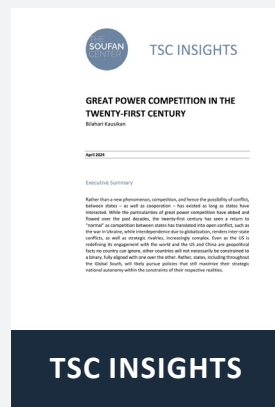 THE
SOUFAN
CENTER
TSC INSIGHTS
GREAT POWER COMPETITION IN THE
TWENTY-FIRST CENTURY
Bilahari Kausikan
April 2024
Executive Summary
Rather than a new phenomenon, competition, and hence the possibility of conflict,
between states – as well as cooperation – has existed as long as states have
interacted. While the particularities of great power competition have ebbed and
flowed over the past decades, the twenty-first century has seen a return to
"normal" as competition between states has translated into open conflict, such as
the war in Ukraine, while interdependence due to globalisation, renders inter-state
conflicts, as well as strategic rivalries, increasingly complex. Even as the US is
redefining its engagement with the world and the US and China are geopolitical
facts no country can ignore, other countries will not necessarily be constrained to
a binary, fully aligned with one over the other. Rather, states, including throughout
the Global South, will likely pursue policies that still maximize their strategic
national autonomy within the constraints of their respective realities.
TSC INSIGHTS